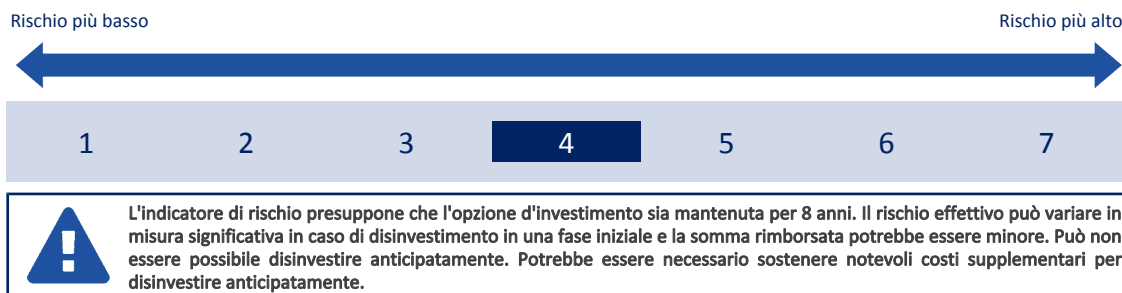 Rischio più basso Rischio più alto
1 2 3 4 5 6 7
L'indicatore di rischio presuppone che l'opzione d'investimento sia mantenuta per 8 anni. Il rischio effettivo può variare in
misura significativa in caso di disinvestimento in una fase iniziale e la somma rimborsata potrebbe essere minore. Può non
essere possibile disinvestire anticipatamente. Potrebbe essere necessario sostenere notevoli costi supplementari per
disinvestire anticipatamente.